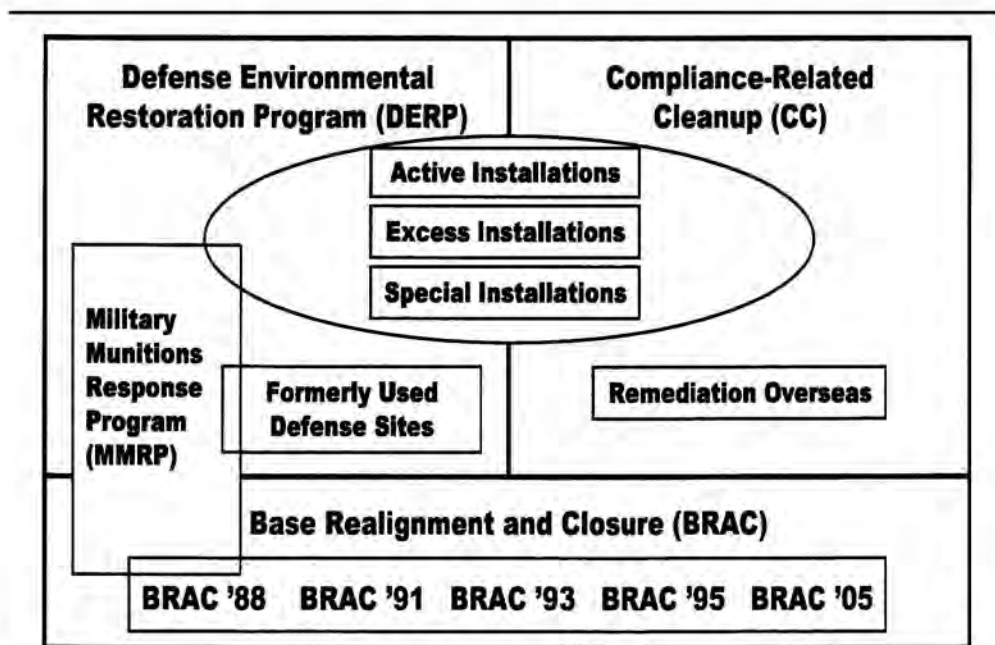 Defense Environmental
Restoration Program (DERP)
Compliance-Related
Cleanup (CC)
Active Installations
Excess Installations
Special Installations
Military
Munitions
Response
Program
(MMRP)
Formerly Used
Defense Sites
Remediation Overseas
Base Realignment and Closure (BRAC)
BRAC '88 BRAC '91 BRAC '93 BRAC '95 BRAC '05